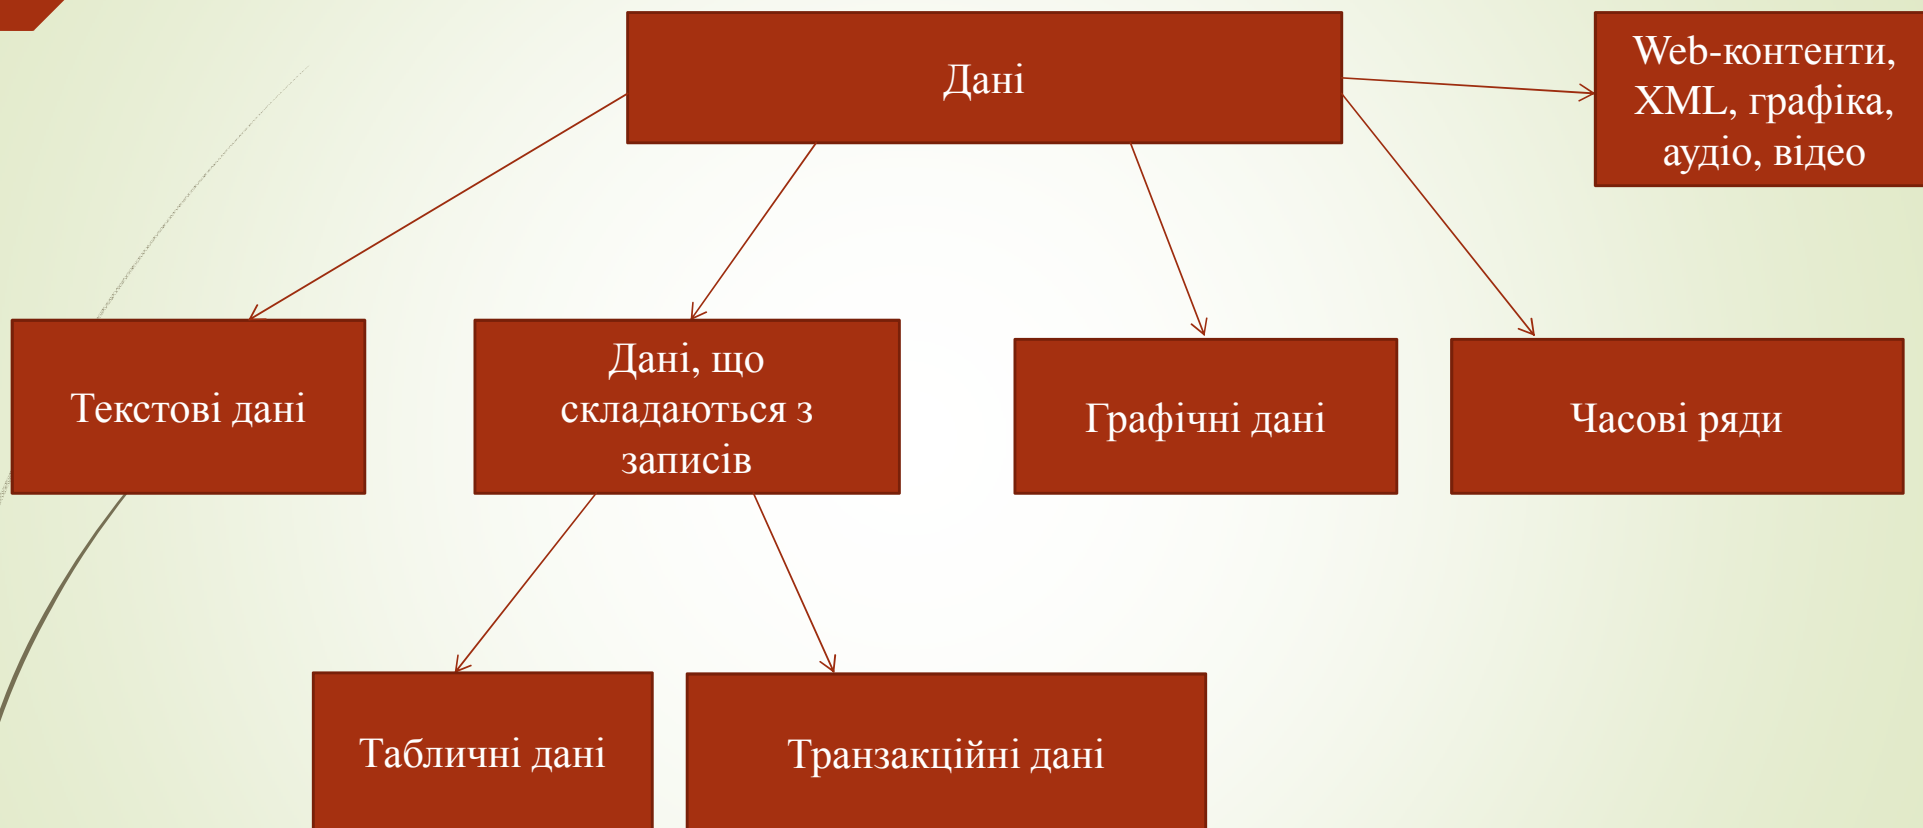 Дані
Web-контенти,
XML, графіка,
аудіо, відео
Текстові дані
Дані, що
складаються з
записів
Графічні дані
Часові ряди
Табличні дані
Транзакційні дані